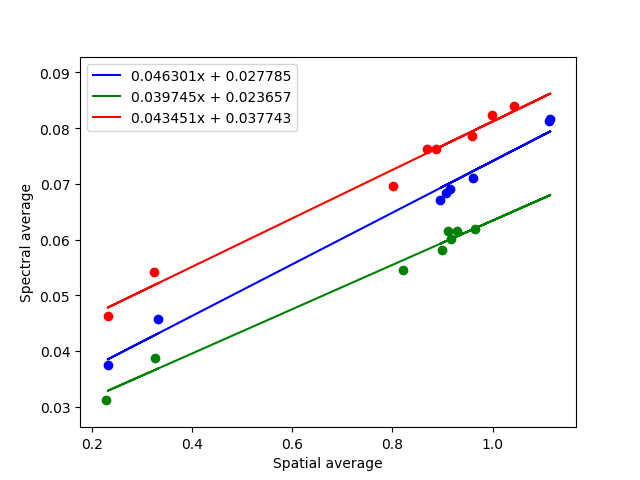 0.046301x + 0.027785
0.039745x + 0.023657
0.043451x + 0.037743
0.09
0.08
0.07
0.06
0.05
0.04
0.03
Spectral average
0.2 0.4 0.6 0.8 1.0
Spatial average